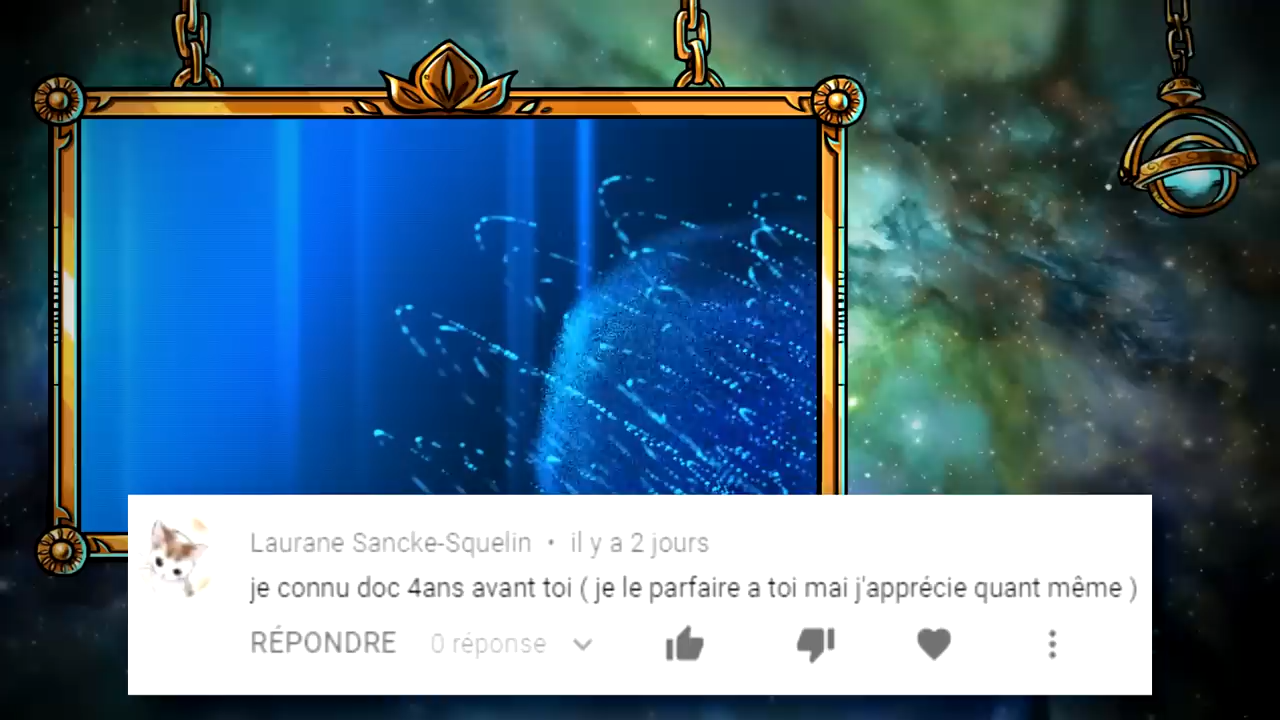 Laurane Sancke-Squelin • il y a 2 jours
je connu doc 4ans avant toi ( je le parfaire a toi mai j'apprécie quant même )
RÉPONDRE 0 réponse